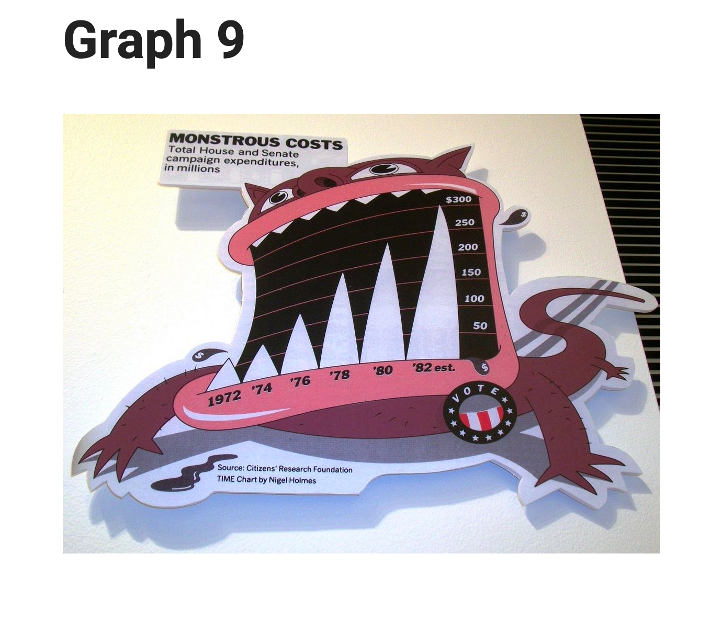 Graph 9
MONSTROUS COSTS
Total House and Senate
campaign expenditures,
in millions
$300
250
200
150
100
50
1972 '74 '76 '78 '80 '82 est.
$
$
$
VOTE
Source: Citizens' Research Foundation
TIME Chart by Nigel Holmes